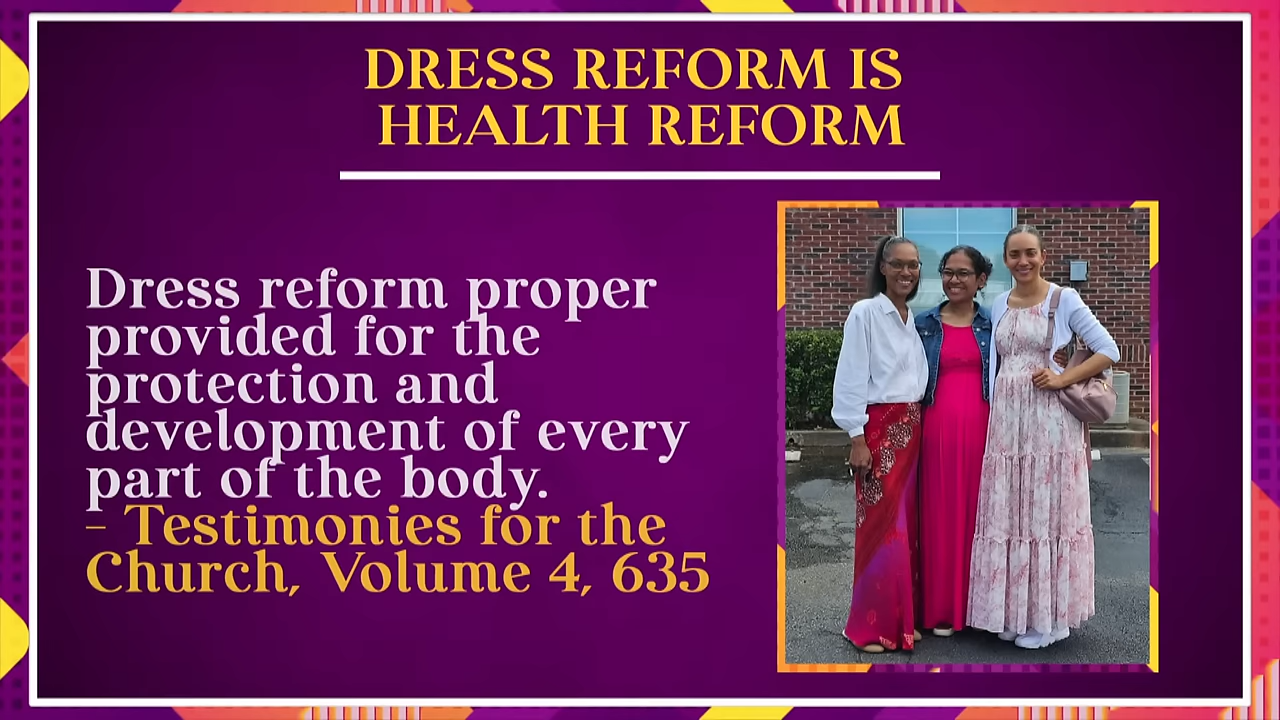 DRESS REFORM IS
HEALTH REFORM
Dress reform proper
provided for the
protection and
development of every
part of the body.
– Testimonies for the
Church, Volume 4, 635